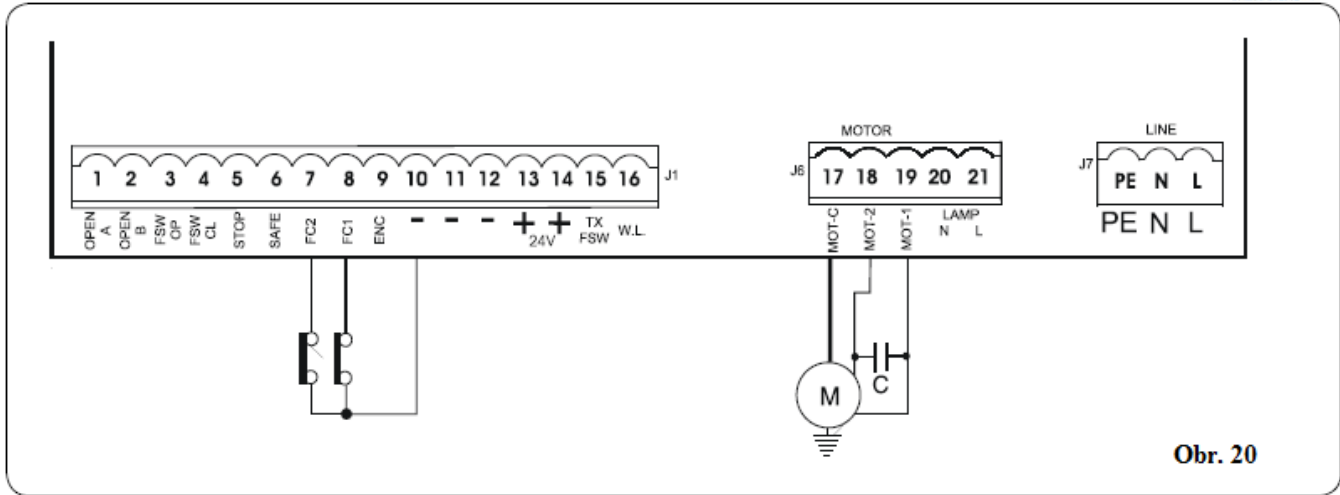 MOTOR
LINE
J1
J6
J7
1 2 3 4 5 6 7 8 9 10 11 12 13 14 15 16
17 18 19 20 21
PE N L
OPEN A
OPEN B
FSW OP
FSW CL
STOP
SAFE
FC2
FC1
ENC
- - - + +
24V
TX FSW
W.L.
MOT-C
MOT-2
MOT-1
LAMP
N L
PE N L
C
M
Obr. 20